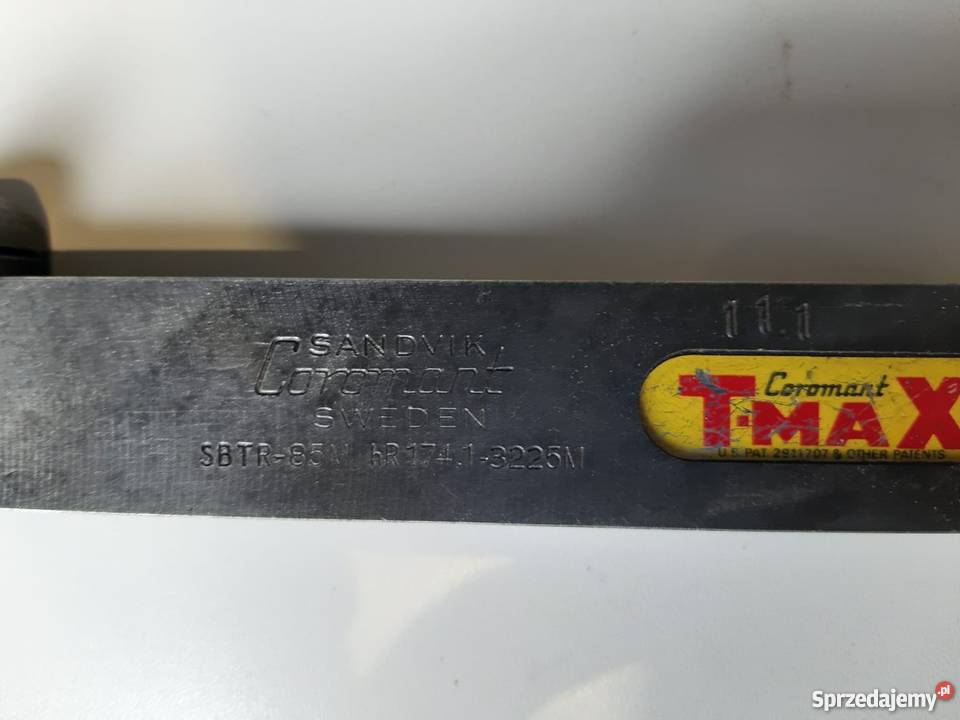 11.1
SANDVIK
Coromant
SWEDEN
SBTR-85M hR174.1-3225M
Coromant
T-MAX
U.S. PAT. 2911707 & OTHER PATENTS
Sprzedajemy.pl